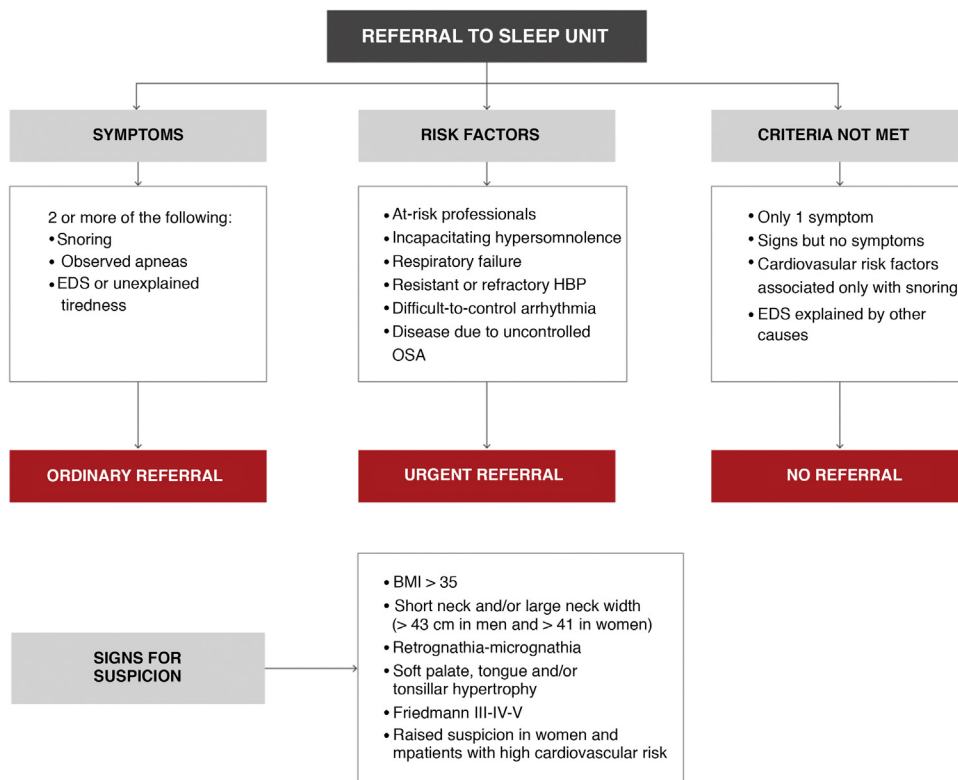 REFERRAL TO SLEEP UNIT
SYMPTOMS
2 or more of the following:
• Snoring
• Observed apneas
• EDS or unexplained
tiredness
ORDINARY REFERRAL
RISK FACTORS
• At-risk professionals
• Incapacitating hypersomnolence
• Respiratory failure
• Resistant or refractory HBP
• Difficult-to-control arrhythmia
• Disease due to uncontrolled
OSA
URGENT REFERRAL
CRITERIA NOT MET
• Only 1 symptom
• Signs but no symptoms
• Cardiovasular risk factors
associated only with snoring
• EDS explained by other
causes
NO REFERRAL
SIGNS FOR
SUSPICION
• BMI > 35
• Short neck and/or large neck width
(> 43 cm in men and > 41 in women)
• Retrognathia-micrognathia
• Soft palate, tongue and/or
tonsillar hypertrophy
• Friedmann III-IV-V
• Raised suspicion in women and
mpatients with high cardiovascular risk